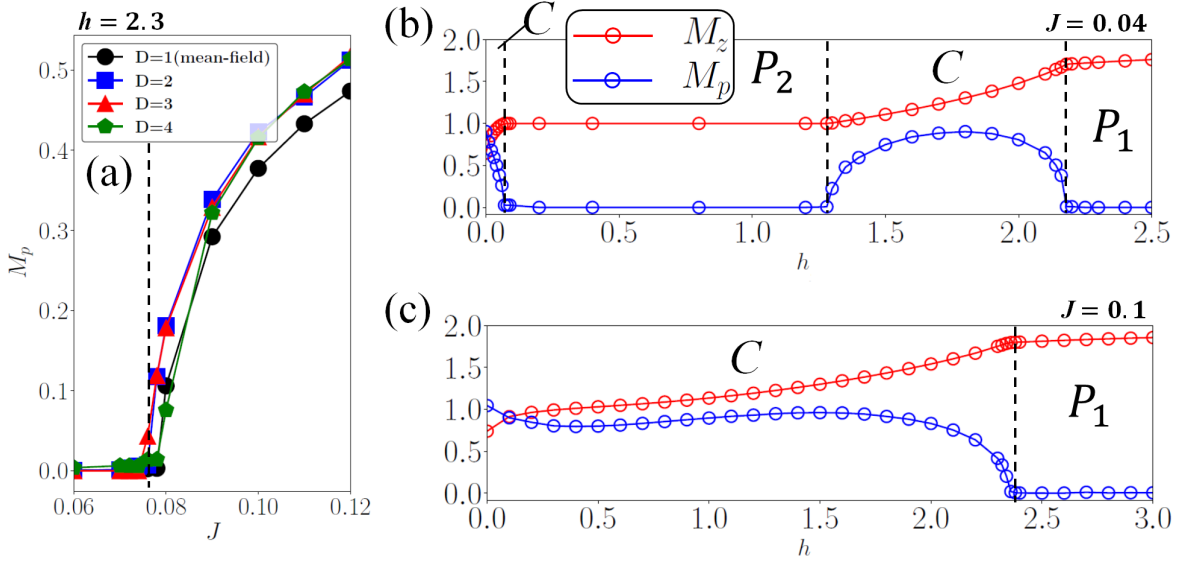 h = 2.3
D=1(mean-field)
D=2
D=3
D=4
(a)
M_p
0.5
0.4
0.3
0.2
0.1
0.0
0.06 0.08 0.10 0.12
J
(b)
C
J = 0.04
M_z
M_p
P_2
C
P_1
2.0
1.5
1.0
0.5
0.0
0.0 0.5 1.0 1.5 2.0 2.5
h
(c)
J = 0.1
C
P_1
2.0
1.5
1.0
0.5
0.0
0.0 0.5 1.0 1.5 2.0 2.5 3.0
h